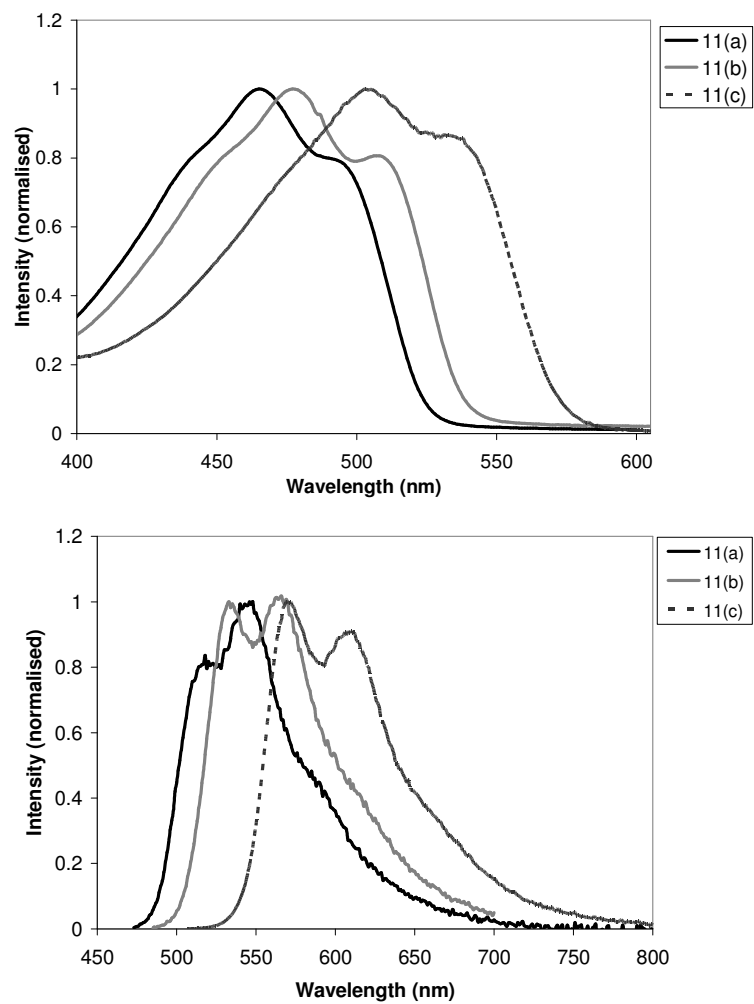 1.2
1
0.8
0.6
0.4
0.2
0
Intensity (normalised)
400 450 500 550 600
Wavelength (nm)
11(a)
11(b)
11(c)
1.2
1
0.8
0.6
0.4
0.2
0
Intensity (normalised)
450 500 550 600 650 700 750 800
Wavelength (nm)
11(a)
11(b)
11(c)